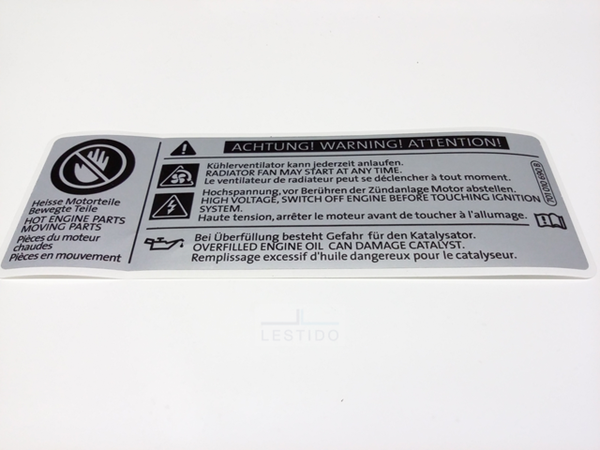 ACHTUNG! WARNING! ATTENTION!
Kühlerventilator kann jederzeit anlaufen.
RADIATOR FAN MAY START AT ANY TIME.
Le ventilateur de radiateur peut se déclencher à tout moment.
Hochspannung, vor Berühren der Zündanlage Motor abstellen.
HIGH VOLTAGE, SWITCH OFF ENGINE BEFORE TOUCHING IGNITION
SYSTEM.
Haute tension, arrêter le moteur avant de toucher à l'allumage.
Bei Überfüllung besteht Gefahr für den Katalysator.
OVERFILLED ENGINE OIL CAN DAMAGE CATALYST.
Remplissage excessif d'huile dangereux pour le catalyseur.
Heisse Motorteile
Bewegte Teile
HOT ENGINE PARTS
MOVING PARTS
Pièces du moteur
chaudes
Pièces en mouvement
701 010 690 B
LESTIDO